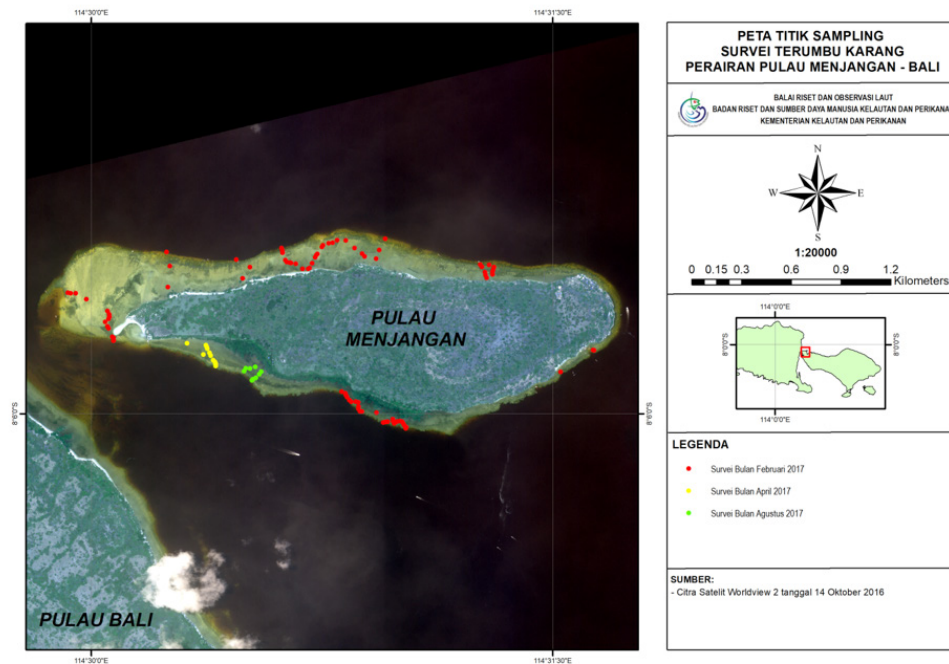 114°30'0"E 114°31'30"E
PULAU
MENJANGAN
PULAU BALI
8°6'0"S 8°6'0"S
114°30'0"E 114°31'30"E
PETA TITIK SAMPLING
SURVEI TERUMBU KARANG
PERAIRAN PULAU MENJANGAN - BALI
BALAI RISET DAN OBSERVASI LAUT
BADAN RISET DAN SUMBER DAYA MANUSIA KELAUTAN DAN PERIKANA
KEMENTERIAN KELAUTAN DAN PERIKANAN
N
W E
S
1:20000
0 0.15 0.3 0.6 0.9 1.2
Kilometers
114°0'0"E
8°0'0"S 8°0'0"S
114°0'0"E
LEGENDA
Survei Bulan Februari 2017
Survei Bulan April 2017
Survei Bulan Agustus 2017
SUMBER:
- Citra Satelit Worldview 2 tanggal 14 Oktober 2016